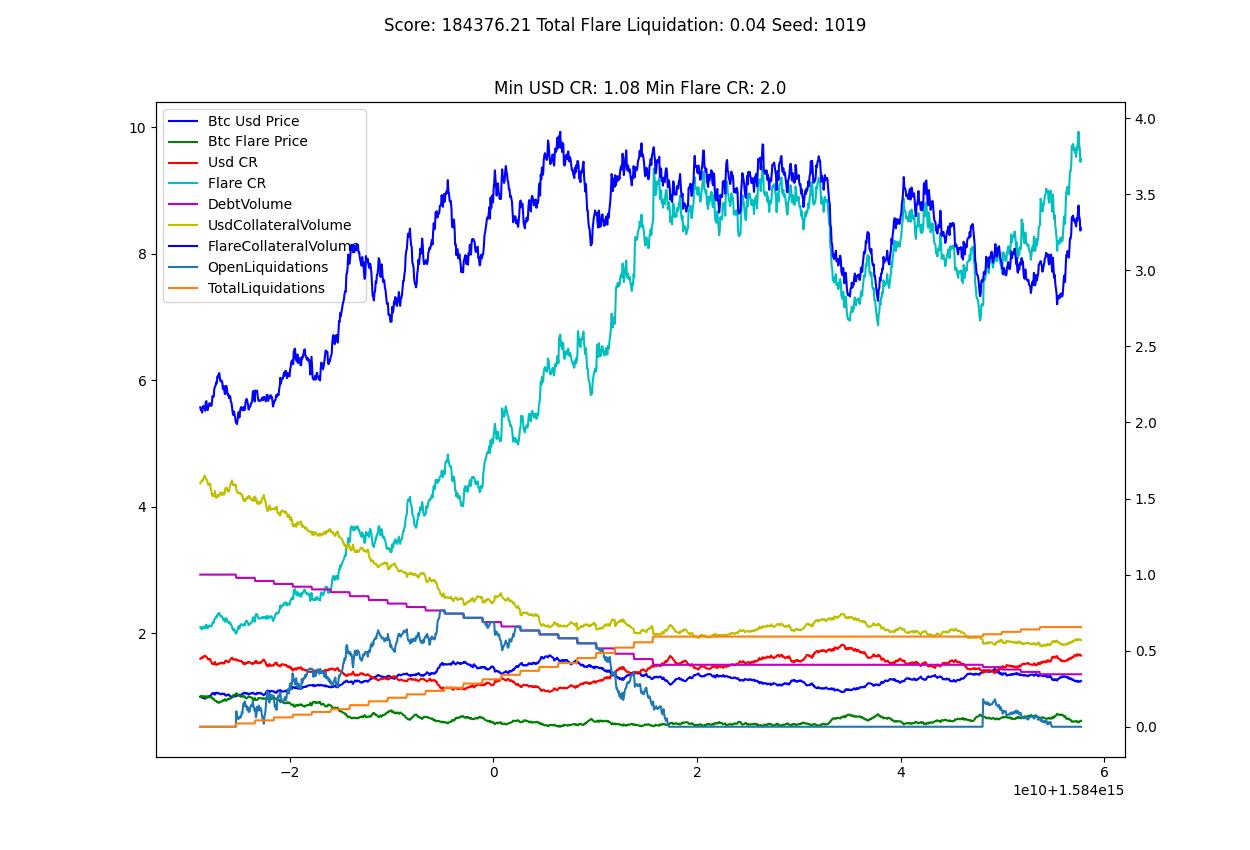 Score: 184376.21 Total Flare Liquidation: 0.04 Seed: 1019
Min USD CR: 1.08 Min Flare CR: 2.0
Btc Usd Price
Btc Flare Price
Usd CR
Flare CR
DebtVolume
UsdCollateralVolume
FlareCollateralVolume
OpenLiquidations
TotalLiquidations
10
8
6
4
2
4.0
3.5
3.0
2.5
2.0
1.5
1.0
0.5
0.0
−2
0
2
4
6
1e10+1.584e15